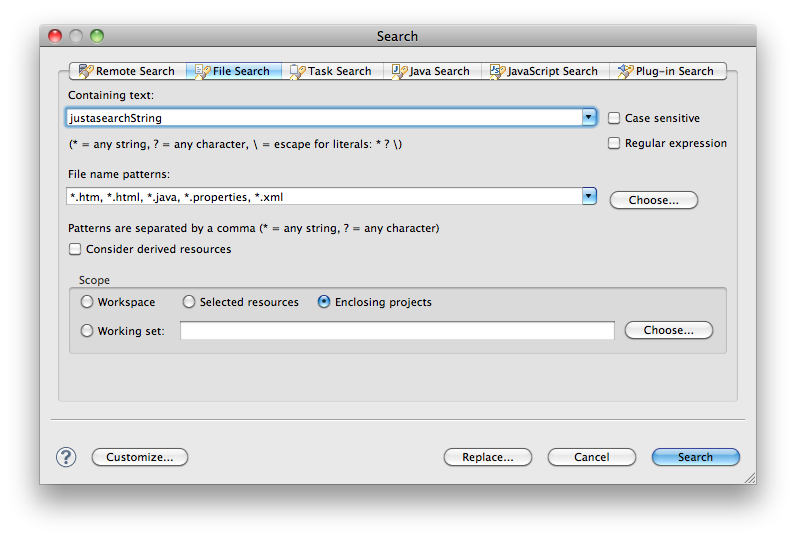 Search
Remote Search File Search Task Search Java Search JavaScript Search Plug-in Search
Containing text:
justasearchString
Case sensitive
(* = any string, ? = any character, \ = escape for literals: * ? \)
Regular expression
File name patterns:
*.htm, *.html, *.java, *.properties, *.xml
Choose...
Patterns are separated by a comma (* = any string, ? = any character)
Consider derived resources
Scope
Workspace Selected resources Enclosing projects
Working set: Choose...
? Customize... Replace... Cancel Search